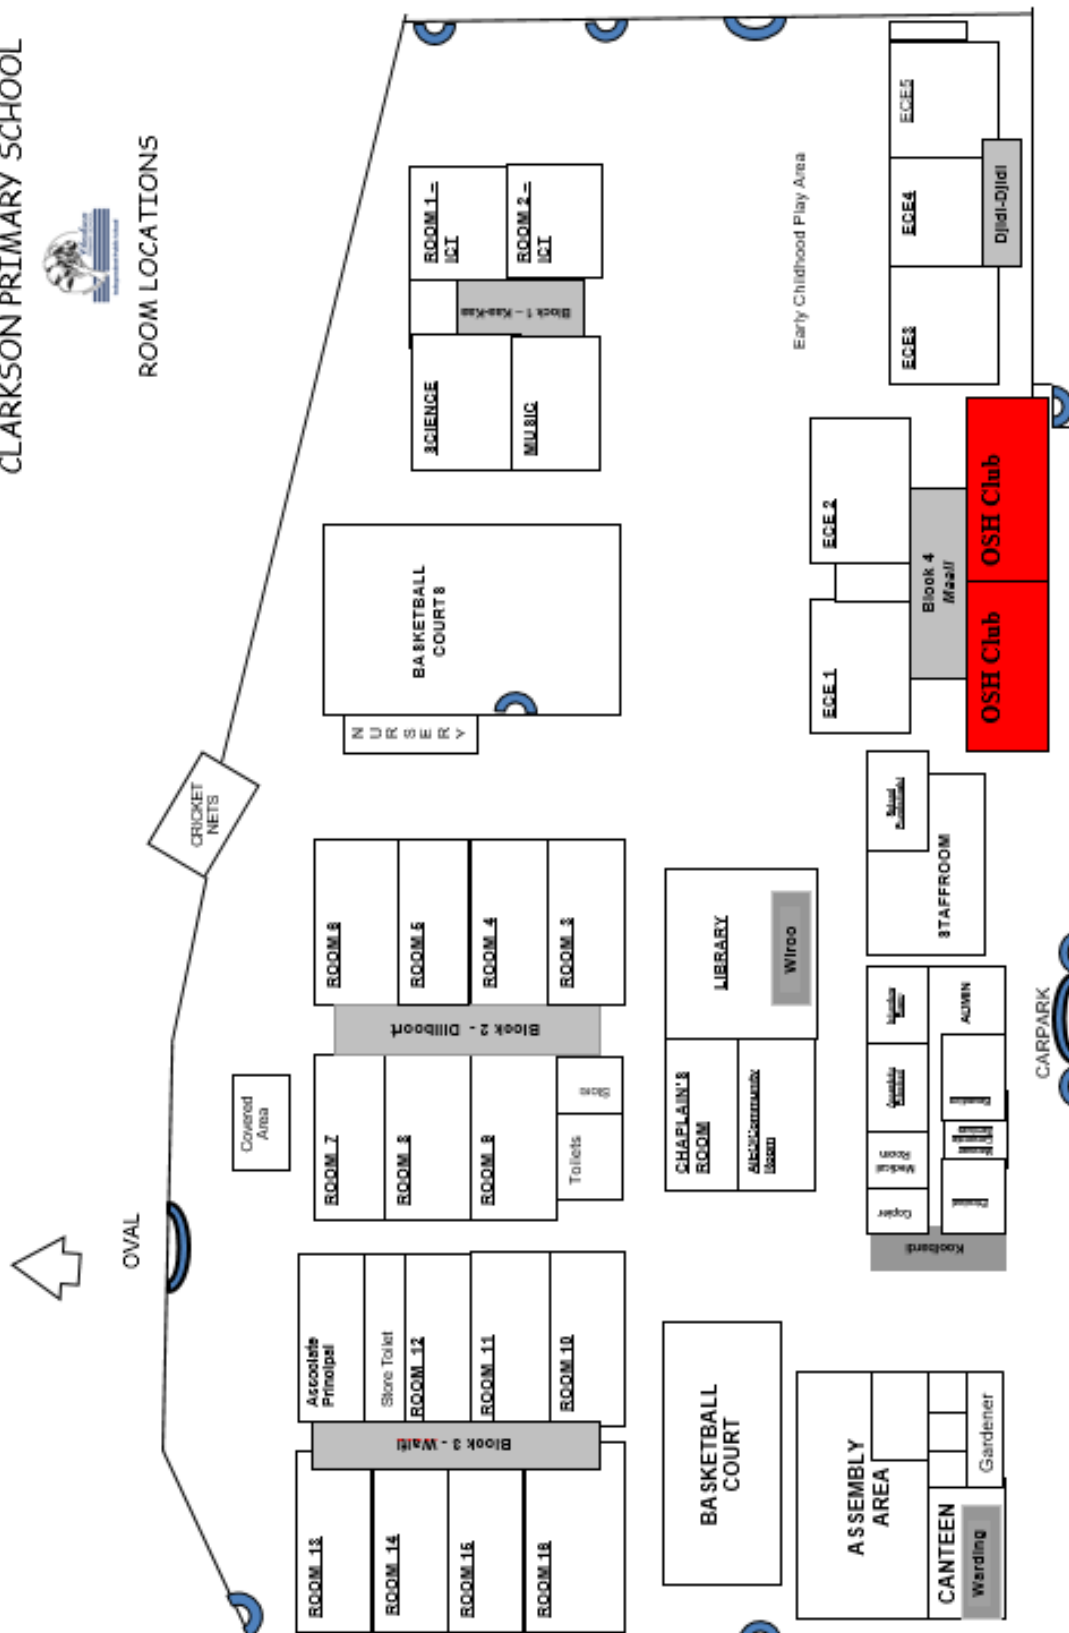 CLARKSON PRIMARY SCHOOL
ROOM LOCATIONS
OVAL
CRICKET
NETS
Covered
Area
ROOM 13
ROOM 14
ROOM 15
ROOM 16
Block 3 - Waitj
Associate
Principal
Store Toilet
ROOM 12
ROOM 11
ROOM 10
ROOM 7
ROOM 8
ROOM 9
Toilets
Store
Block 2 - Dilboort
ROOM 6
ROOM 5
ROOM 4
ROOM 3
NURSERY
BASKETBALL
COURTS
SCIENCE
MUSIC
Block 1 – Kaa-Kaa
ROOM 1 –
ICT
ROOM 2 –
ICT
BASKETBALL
COURT
CHAPLAIN'S
ROOM
Room
LIBRARY
Wiroo
Early Childhood Play Area
ECE 1
ECE 2
Block 4
Maali
OSH Club
OSH Club
ECE3
ECE4
ECE5
Djidi-Djidi
ASSEMBLY
AREA
CANTEEN
Warding
Gardener
Koolbardi
Copier
Medical
Room
ADMIN
STAFFROOM
CARPARK